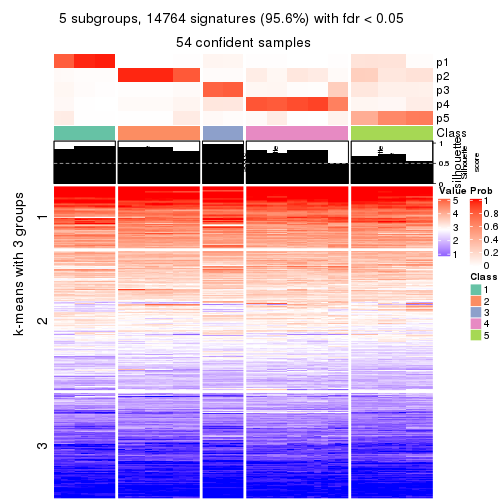 5 subgroups, 14764 signatures (95.6%) with fdr < 0.05
54 confident samples
p1
p2
p3
p4
p5
Class
1
0.5
0
silhouette
Silhouette
score
k-means with 3 groups
1
2
3
Value
5
4
3
2
1
Prob
1
0.8
0.6
0.4
0.2
0
Class
1
2
3
4
5